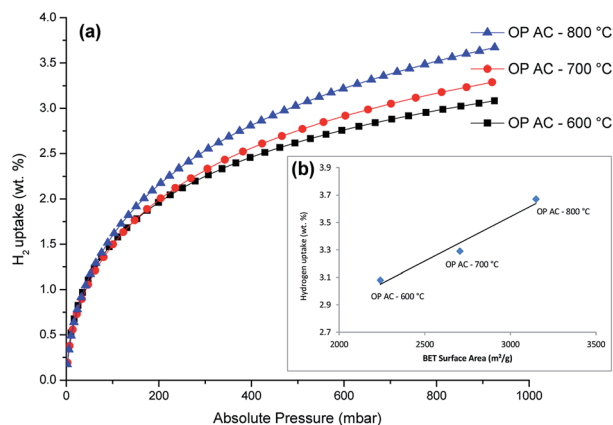 (a)
OP AC - 800 °C
OP AC - 700 °C
OP AC - 600 °C
4.0
3.5
3.0
2.5
2.0
1.5
1.0
0.5
0.0
H₂ uptake (wt. %)
0 200 400 600 800 1000
Absolute Pressure (mbar)
(b)
3.9
3.7
3.5
3.3
3.1
2.9
2.7
Hydrogen uptake (wt. %)
OP AC - 800 °C
OP AC - 700 °C
OP AC - 600 °C
2000 2500 3000 3500
BET Surface Area (m²/g)